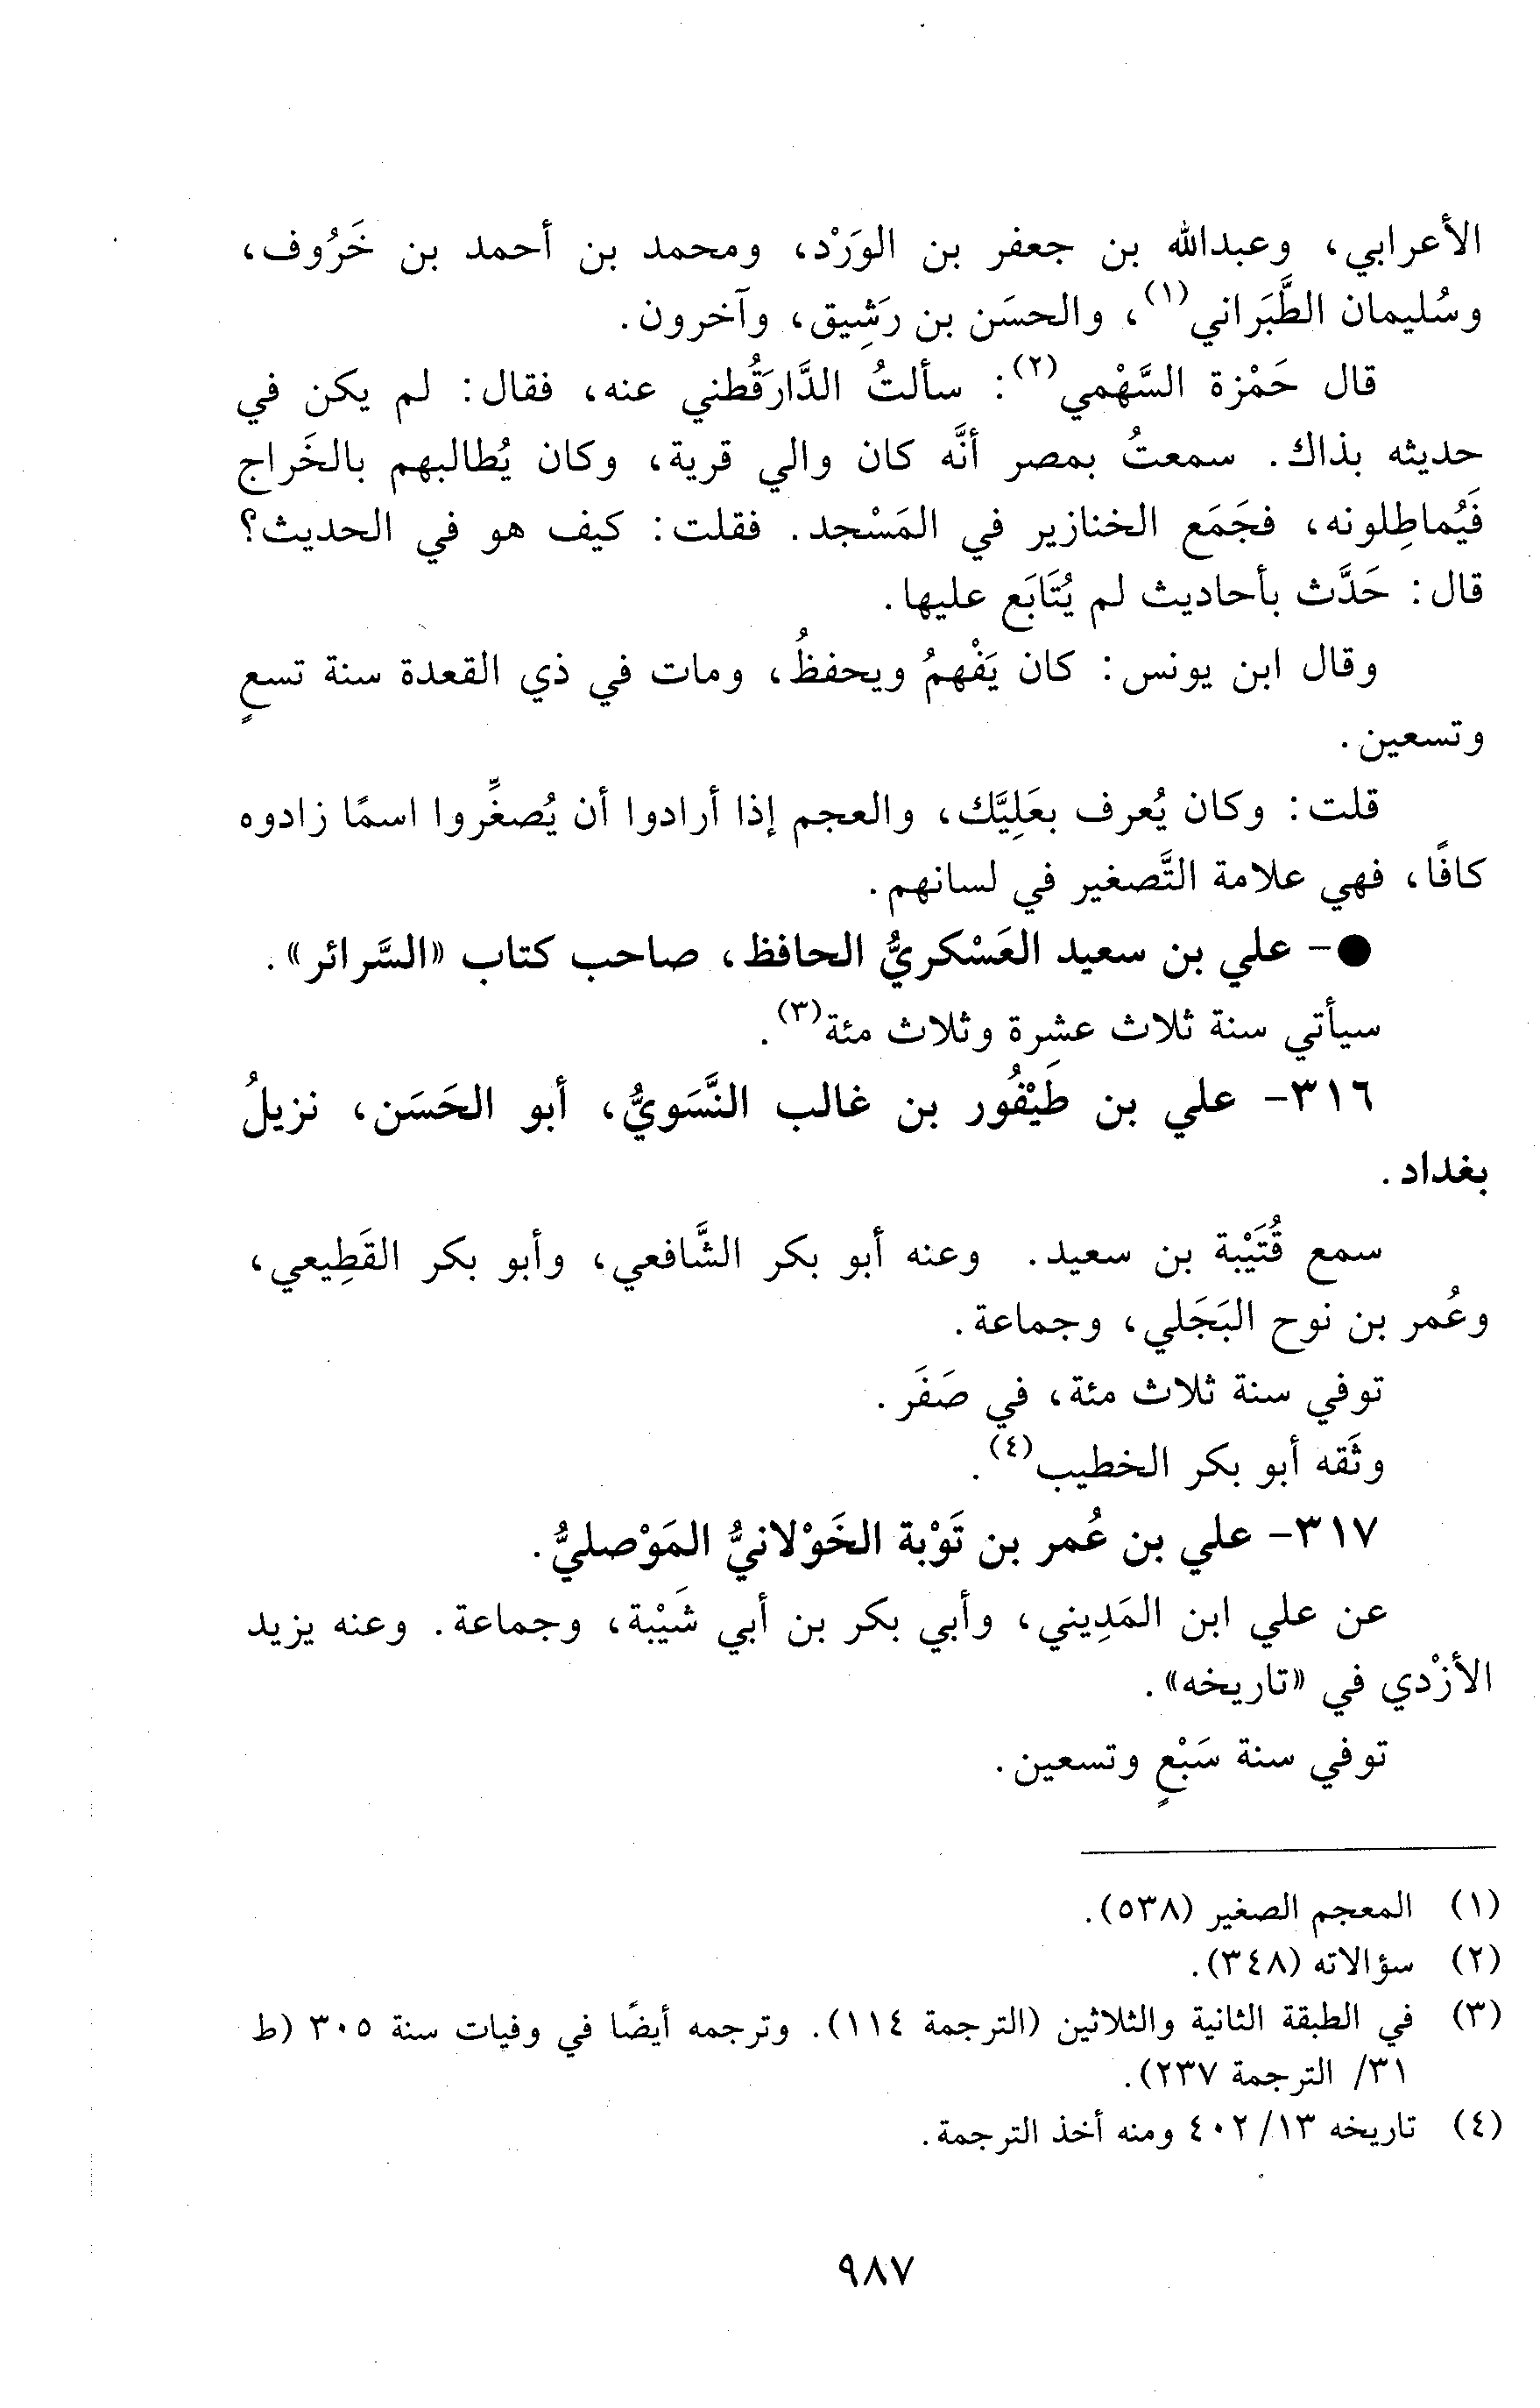 الأعرابي، وعبدالله بن جعفر بن الوَرْد، ومحمد بن أحمد بن خَرُوف،
وسُليمان الطَّبَراني(١)، والحسَن بن رَشِيق، وآخرون.
قال حَمْزة السَّهْمي(٢): سألتُ الدَّارَقُطني عنه، فقال: لم يكن في
حديثه بذاك. سمعتُ بمصر أنَّه كان والي قرية، وكان يُطالبهم بالخَراج
فَيُماطِلونه، فجَمَع الخنازير في المَسْجد. فقلت: كيف هو في الحديث؟
قال: حَدَّث بأحاديث لم يُتَابَع عليها.
وقال ابن يونس: كان يَفْهمُ ويحفظُ، ومات في ذي القعدة سنة تسعٍ
وتسعين.
قلت: وكان يُعرف بعَلِيَّك، والعجم إذا أرادوا أن يُصغِّروا اسمًا زادوه
كافًا، فهي علامة التَّصغير في لسانهم.
●- علي بن سعيد العَسْكريُّ الحافظ، صاحب كتاب «السَّرائر».
سيأتي سنة ثلاث عشرة وثلاث مئة(٣).
٣١٦- علي بن طَيْفُور بن غالب النَّسَويُّ، أبو الحَسَن، نزيلُ
بغداد.
سمع قُتَيْبة بن سعيد. وعنه أبو بكر الشَّافعي، وأبو بكر القَطِيعي،
وعُمر بن نوح البَجَلي، وجماعة.
توفي سنة ثلاث مئة، في صَفَر.
وثَقه أبو بكر الخطيب(٤).
٣١٧- علي بن عُمر بن تَوْبة الخَوْلانيُّ المَوْصليُّ.
عن علي ابن المَدِيني، وأبي بكر بن أبي شَيْبة، وجماعة. وعنه يزيد
الأزْدي في «تاريخه».
توفي سنة سَبْعٍ وتسعين.
(١) المعجم الصغير (٥٣٨).
(٢) سؤالاته (٣٤٨).
(٣) في الطبقة الثانية والثلاثين (الترجمة ١١٤). وترجمه أيضًا في وفيات سنة ٣٠٥ (ط
٣١/ الترجمة ٢٣٧).
(٤) تاريخه ١٣/ ٤٠٢ ومنه أخذ الترجمة.
٩٨٧